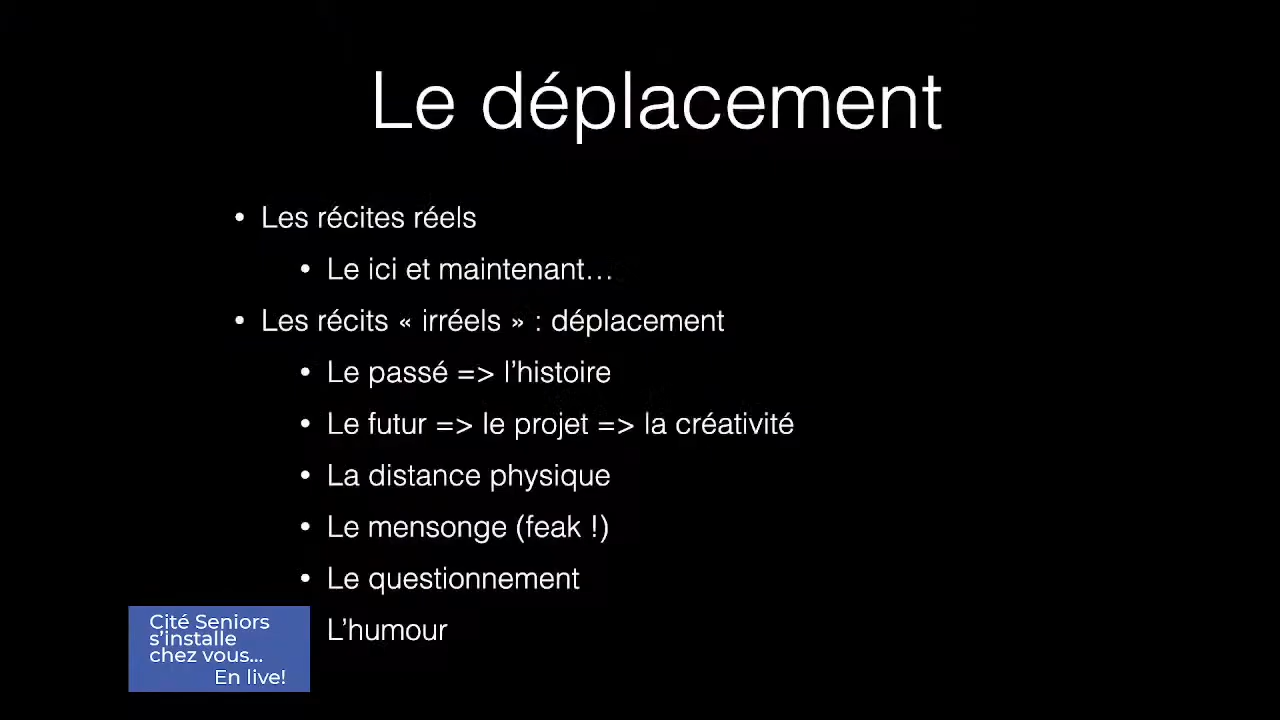 Le déplacement
• Les récites réels
• Le ici et maintenant…
• Les récits « irréels » : déplacement
• Le passé => l’histoire
• Le futur => le projet => la créativité
• La distance physique
• Le mensonge (feak !)
• Le questionnement
L’humour
Cité Seniors
s’installe
chez vous...
En live!